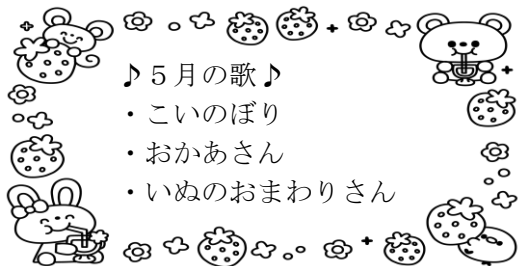 ♪５月の歌♪
・こいのぼり
・おかあさん
・いぬのおまわりさん